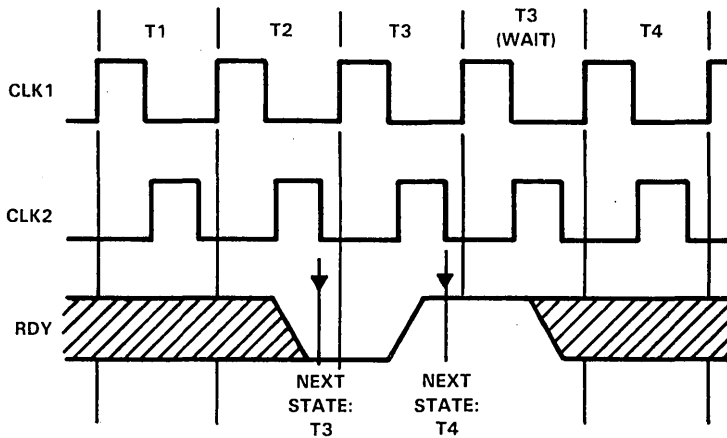 T1
T2
T3
T3
(WAIT)
T4
CLK1
CLK2
RDY
NEXT
STATE:
T3
NEXT
STATE:
T4